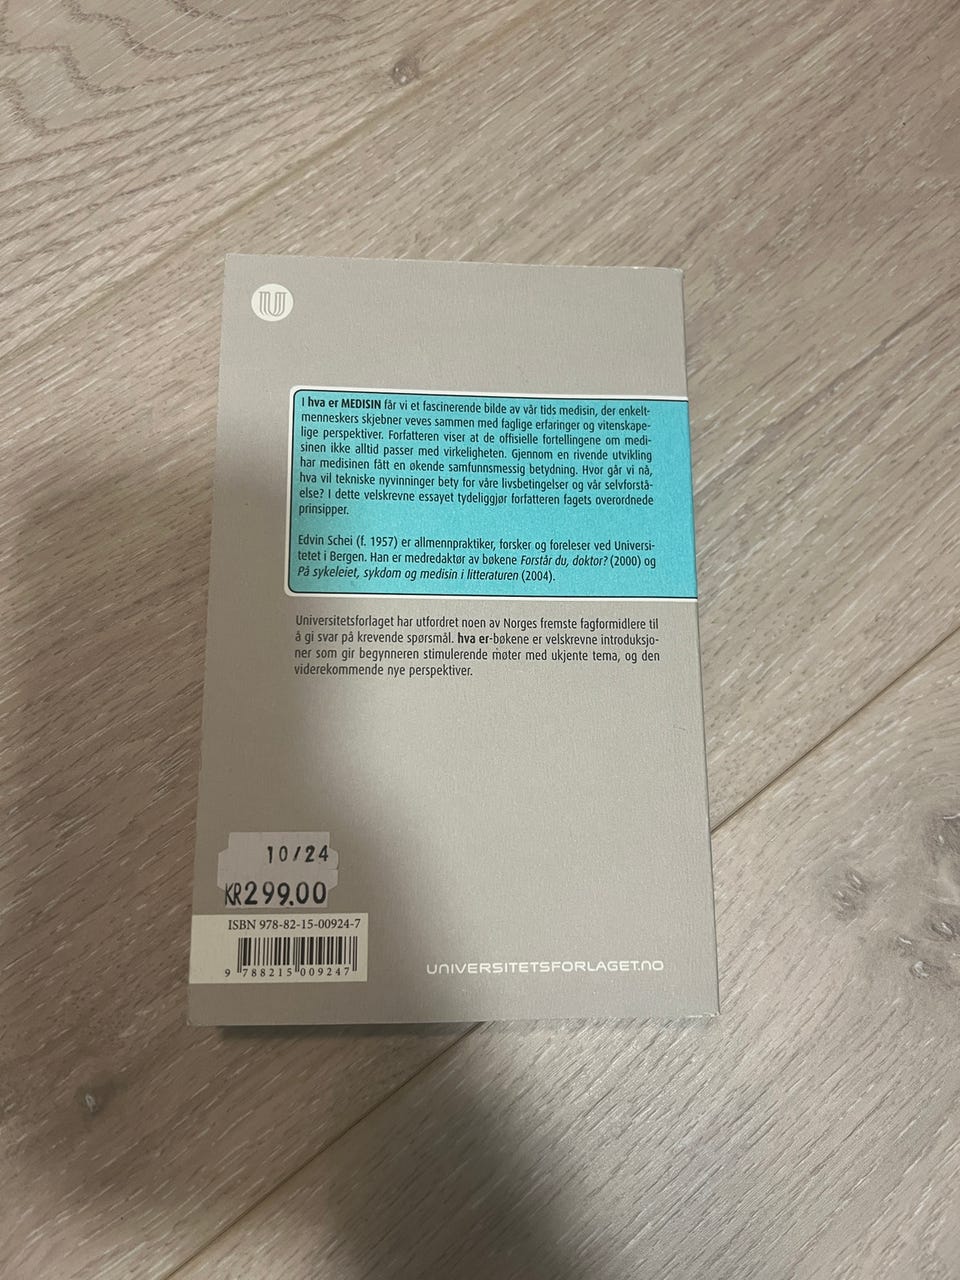 U
I hva er MEDISIN får vi et fascinerende bilde av vår tids medisin, der enkelt-
menneskers skjebner veves sammen med faglige erfaringer og vitenskape-
lige perspektiver. Forfatteren viser at de offisielle fortellingene om medi-
sinen ikke alltid passer med virkeligheten. Gjennom en rivende utvikling
har medisinen fått en økende samfunnsmessig betydning. Hvor går vi nå,
hva vil tekniske nyvinninger bety for våre livsbetingelser og vår selvforstå-
else? I dette velskrevne essayet tydeliggjør forfatteren fagets overordnede
prinsipper.
Edvin Schei (f. 1957) er allmennpraktiker, forsker og foreleser ved Universi-
tetet i Bergen. Han er medredaktør av bøkene Forstår du, doktor? (2000) og
På sykeleiet, sykdom og medisin i litteraturen (2004).
Universitetsforlaget har utfordret noen av Norges fremste fagformidlere til
å gi svar på krevende spørsmål. hva er-bøkene er velskrevne introduksjo-
ner som gir begynneren stimulerende møter med ukjente tema, og den
viderekommende nye perspektiver.
10/24
KR299.00
ISBN 978-82-15-00924-7
9 788215 009247
UNIVERSITETSFORLAGET.NO